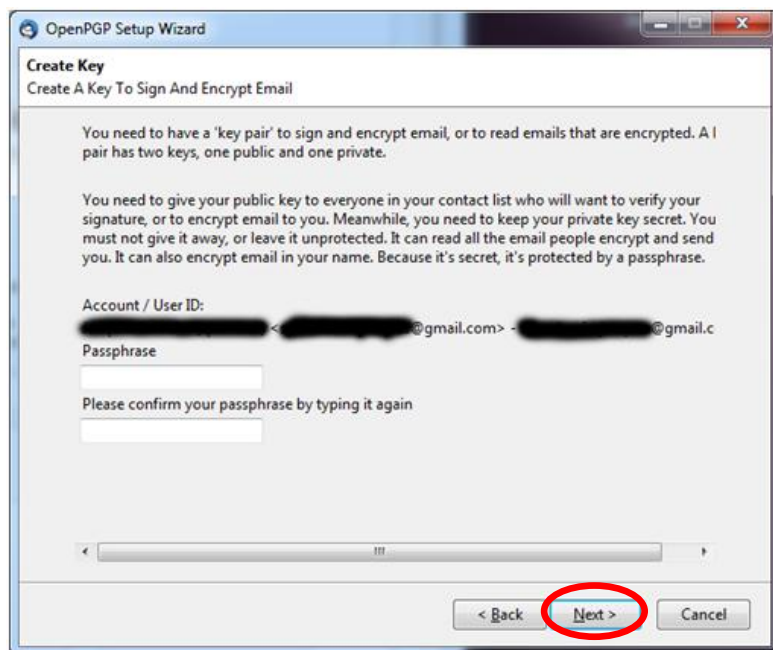 OpenPGP Setup Wizard
Create Key
Create A Key To Sign And Encrypt Email
You need to have a 'key pair' to sign and encrypt email, or to read emails that are encrypted. A
pair has two keys, one public and one private.
You need to give your public key to everyone in your contact list who will want to verify your
signature, or to encrypt email to you. Meanwhile, you need to keep your private key secret. You
must not give it away, or leave it unprotected. It can read all the email people encrypt and send
you. It can also encrypt email in your name. Because it's secret, it's protected by a passphrase.
Account / User ID:
< @gmail.com> - @gmail.c
Passphrase
Please confirm your passphrase by typing it again
< Back Next > Cancel